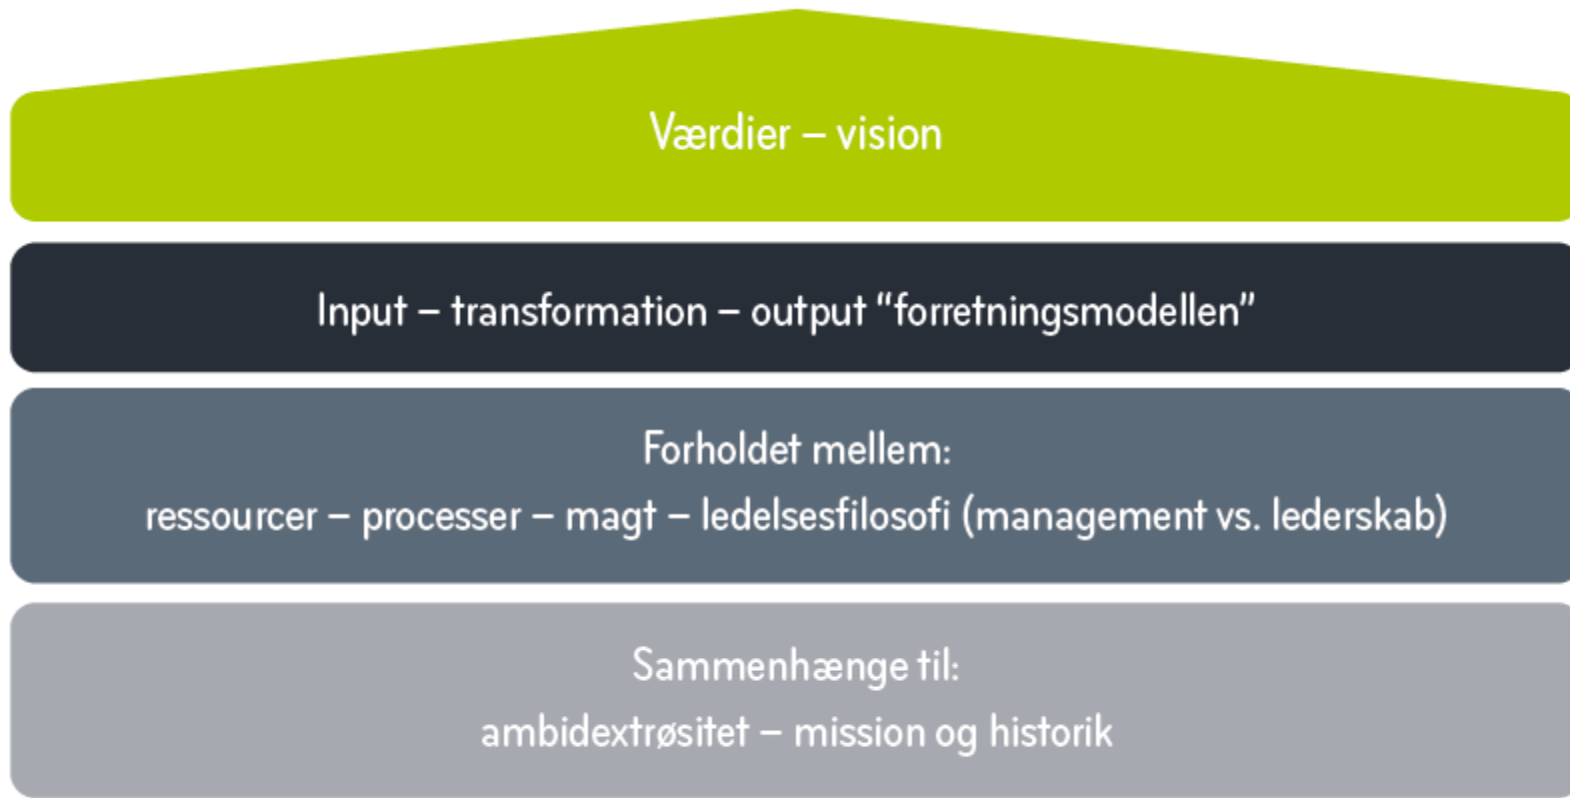 Værdier – vision
Input – transformation – output “forretningsmodellen”
Forholdet mellem:
ressourcer – processer – magt – ledelsesfilosofi (management vs. lederskab)
Sammenhænge til:
ambidextrøsitet – mission og historik